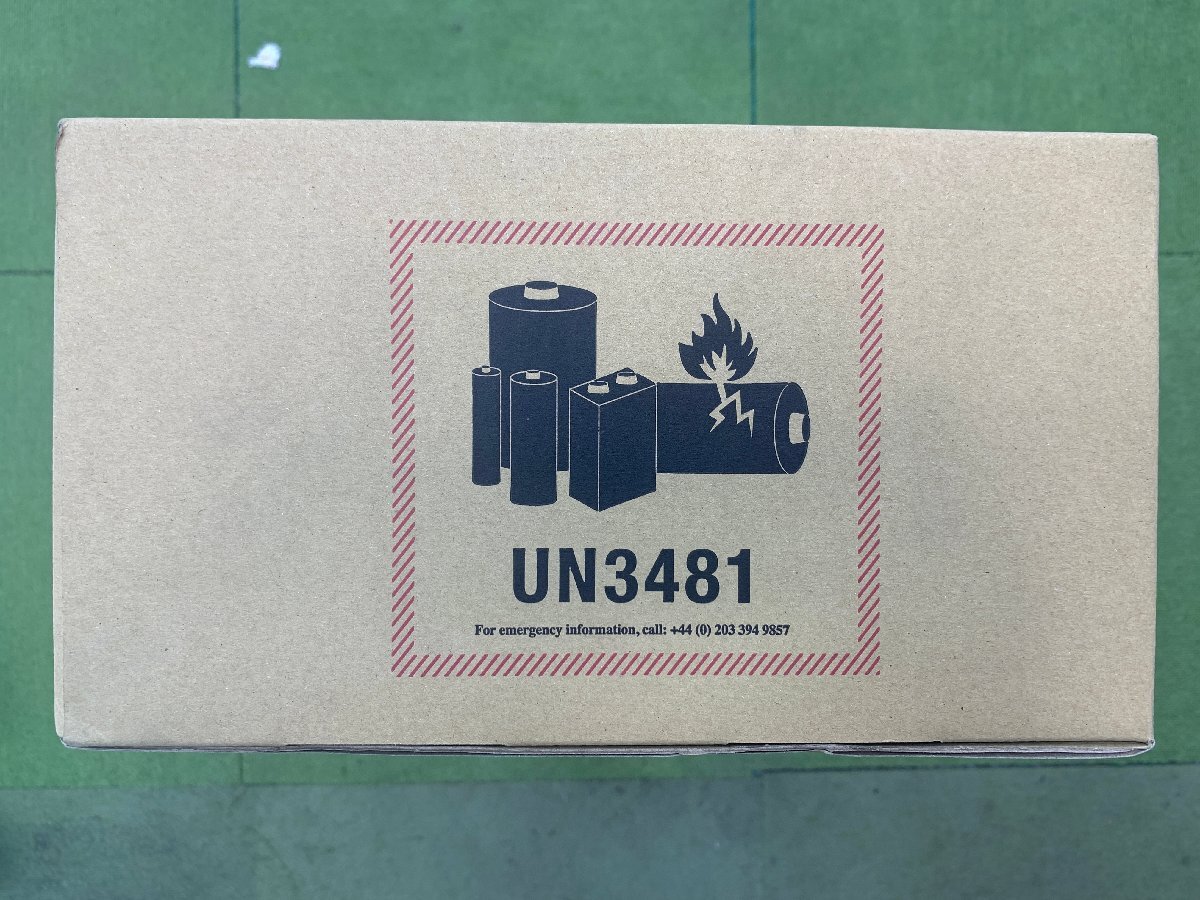 UN3481
For emergency information, call: +44 (0) 203 394 9857